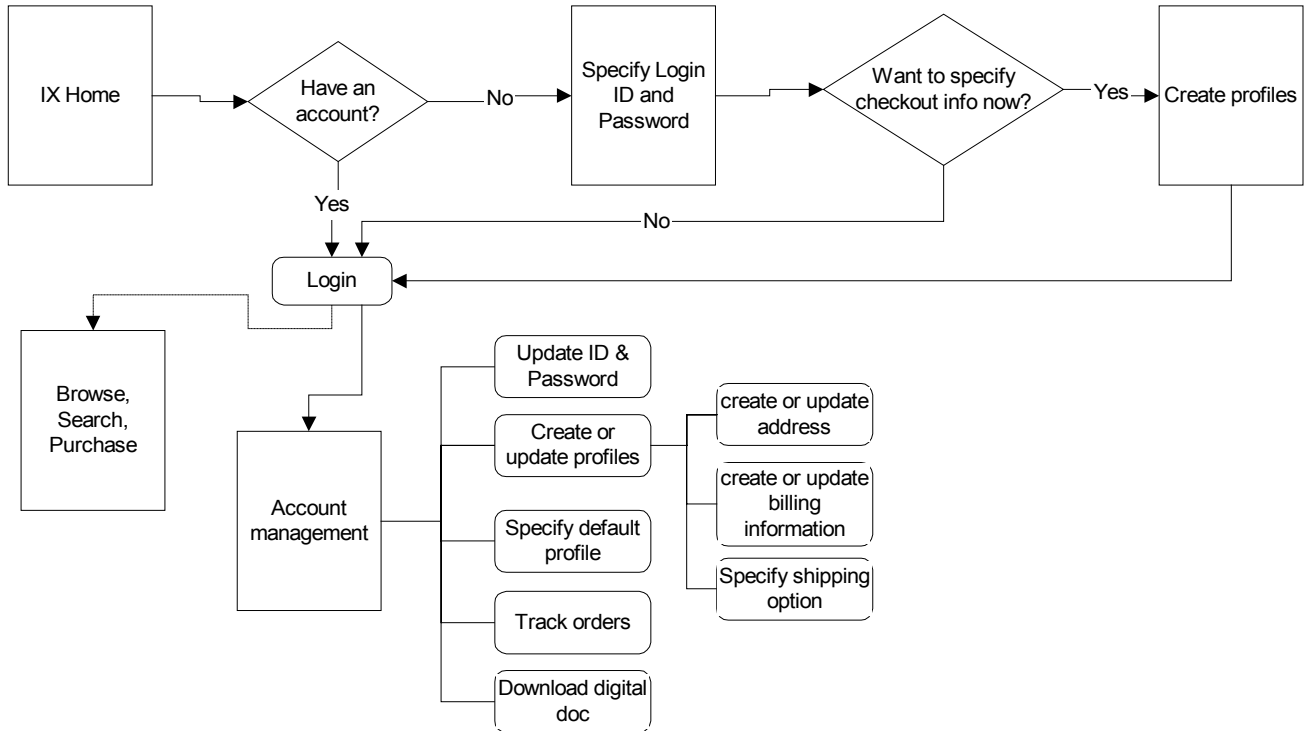 IX Home
Have an
account?
No
Specify Login
ID and
Password
Want to specify
checkout info now?
Yes
Create profiles
Yes
No
Login
Browse,
Search,
Purchase
Account
management
Update ID &
Password
Create or
update profiles
Specify default
profile
Track orders
Download digital
doc
create or update
address
create or update
billing
information
Specify shipping
option